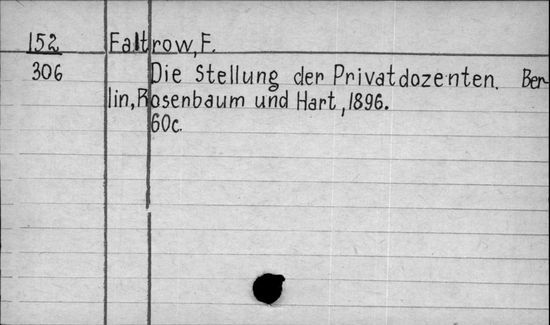 152 Faltrow, F.
306 Die Stellung der Privatdozenten. Ber-
lin, Rosenbaum und Hart, 1896.
60c.